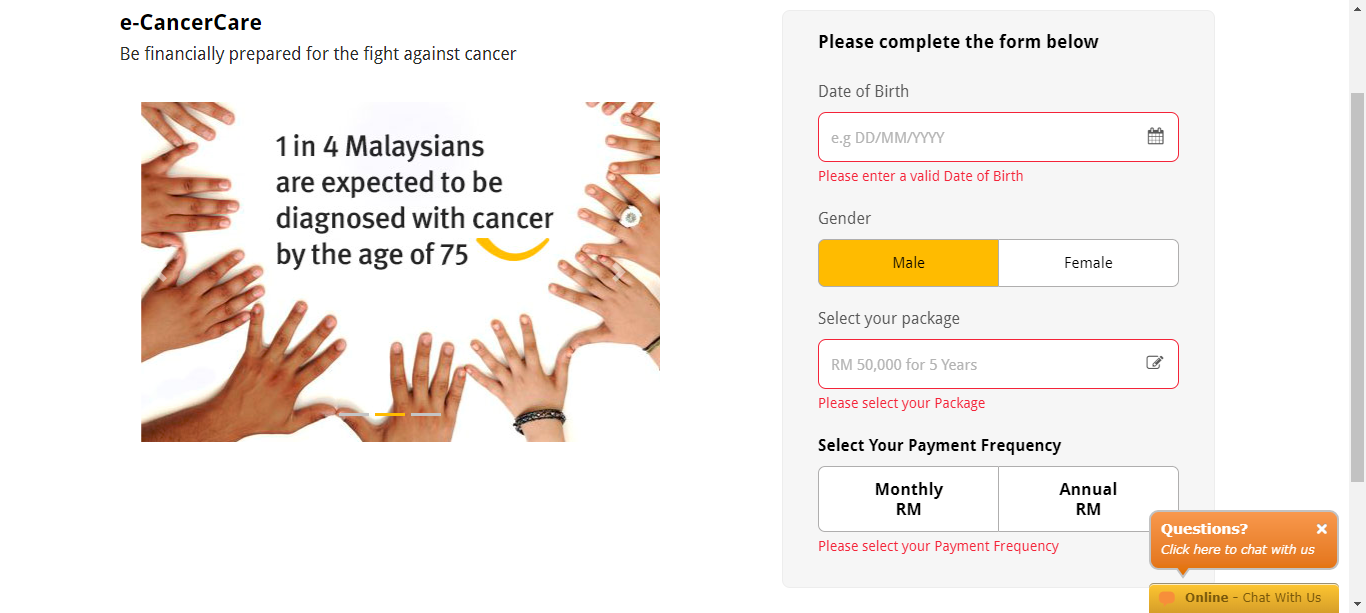 e-CancerCare
Be financially prepared for the fight against cancer
1 in 4 Malaysians
are expected to be
diagnosed with cancer
by the age of 75
Please complete the form below
Date of Birth
e.g DD/MM/YYYY
Please enter a valid Date of Birth
Gender
Male
Female
Select your package
RM 50,000 for 5 Years
Please select your Package
Select Your Payment Frequency
Monthly
RM
Annual
RM
Please select your Payment Frequency
Questions?
Click here to chat with us
Online - Chat With Us